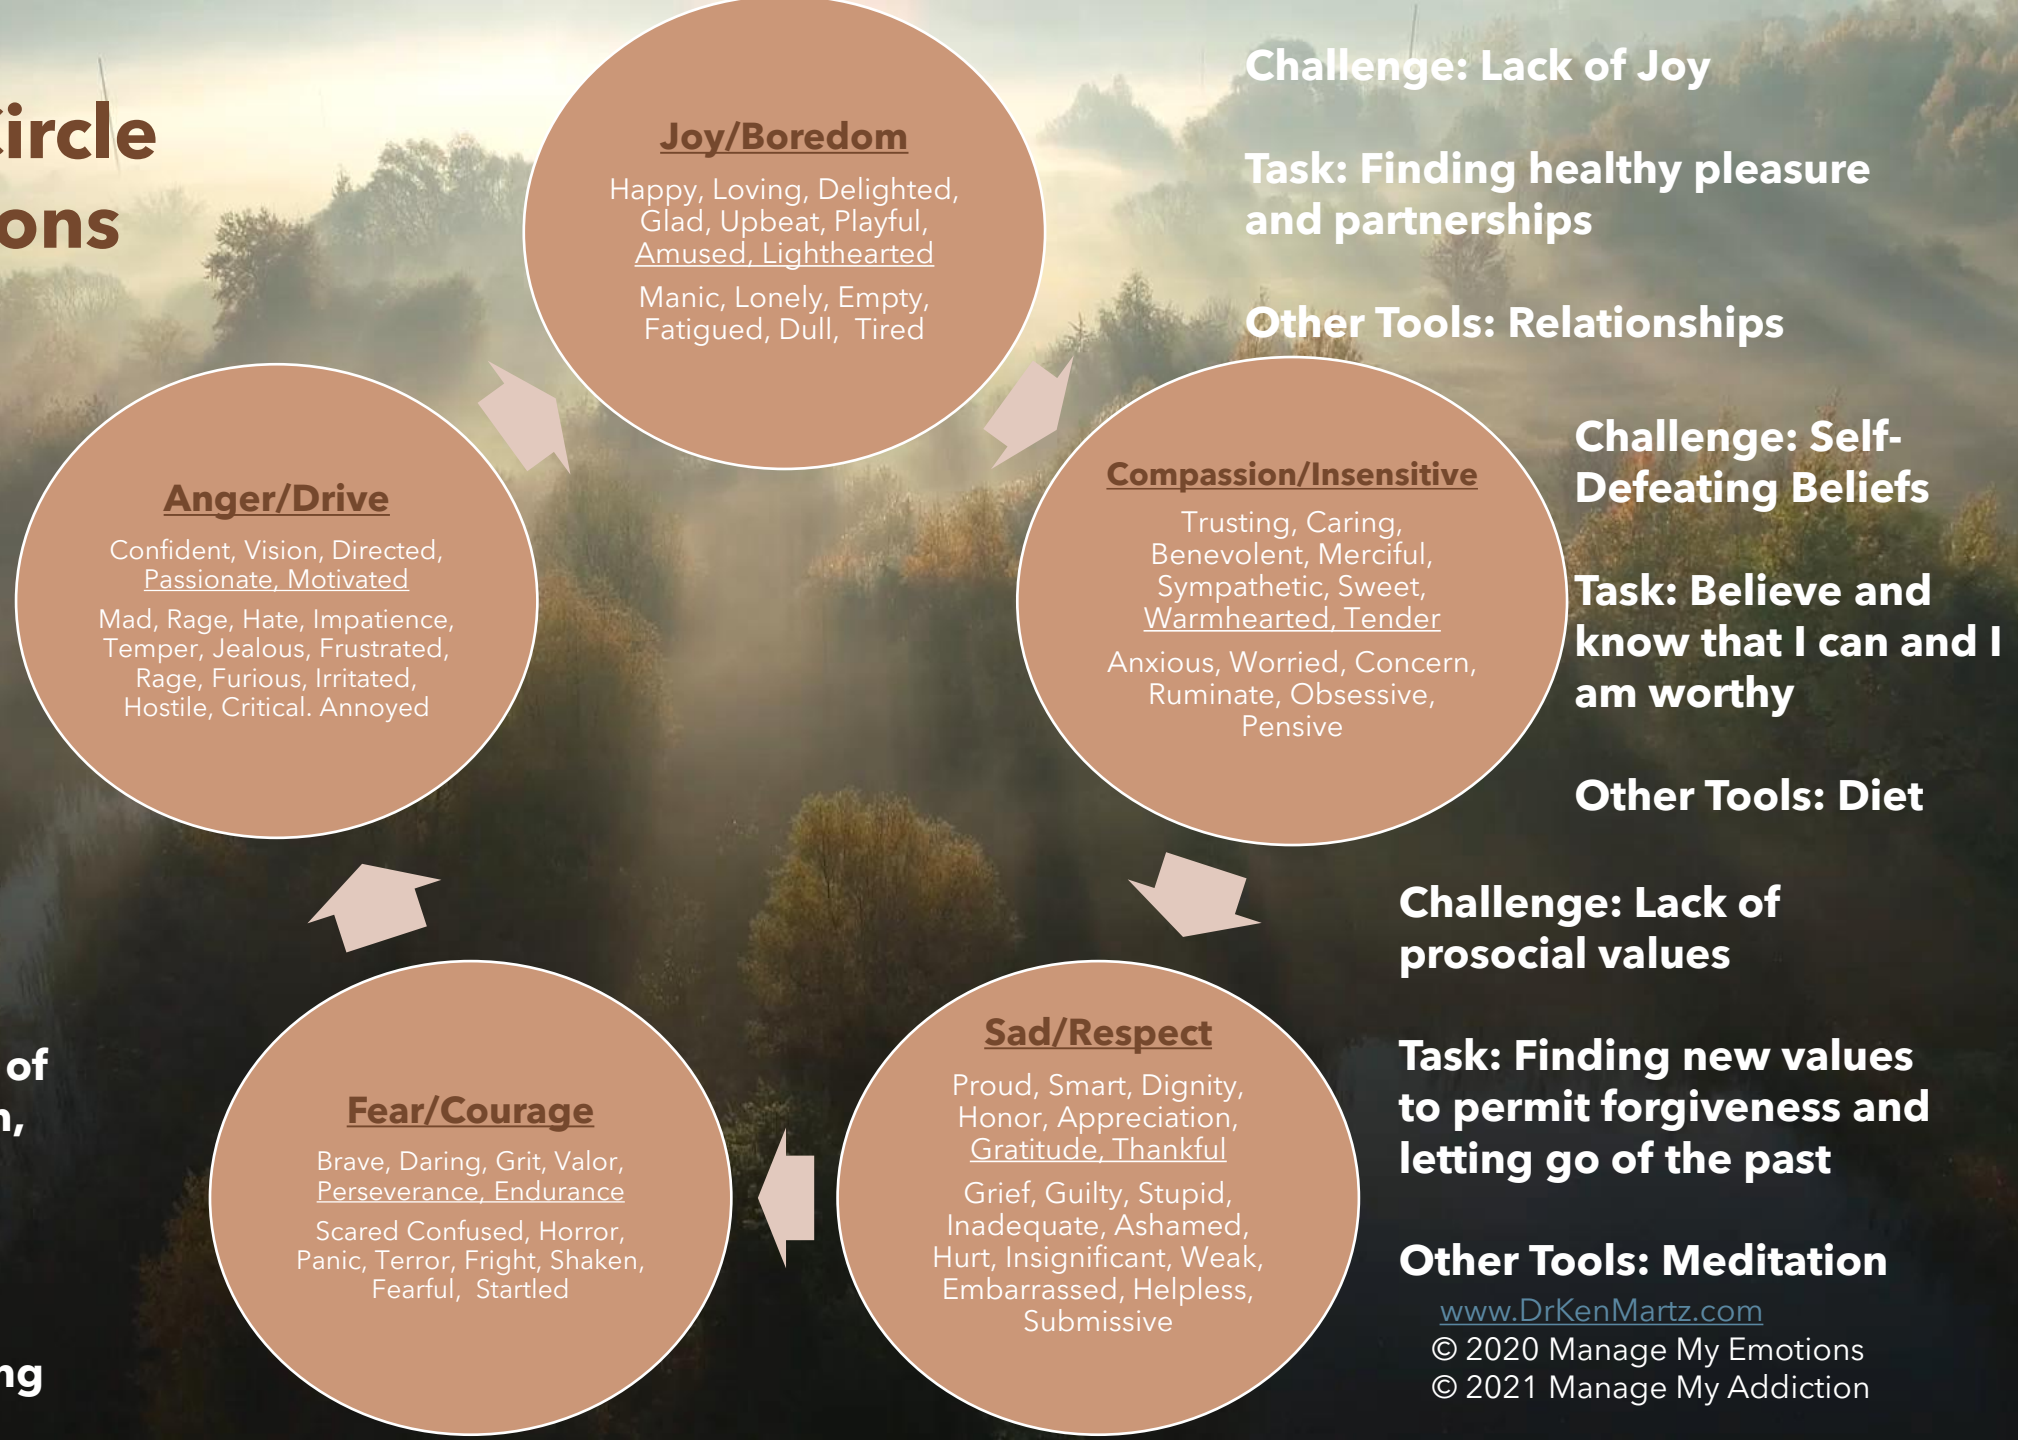 Circle
ons
Joy/Boredom
Happy, Loving, Delighted,
Glad, Upbeat, Playful,
Amused, Lighthearted
Manic, Lonely, Empty,
Fatigued, Dull, Tired
Challenge: Lack of Joy
Task: Finding healthy pleasure
and partnerships
Other Tools: Relationships
Anger/Drive
Confident, Vision, Directed,
Passionate, Motivated
Mad, Rage, Hate, Impatience,
Temper, Jealous, Frustrated,
Rage, Furious, Irritated,
Hostile, Critical. Annoyed
Compassion/Insensitive
Trusting, Caring,
Benevolent, Merciful,
Sympathetic, Sweet,
Warmhearted, Tender
Anxious, Worried, Concern,
Ruminate, Obsessive,
Pensive
Challenge: Self-
Defeating Beliefs
Task: Believe and
know that I can and I
am worthy
Other Tools: Diet
of
n,
ng
Fear/Courage
Brave, Daring, Grit, Valor,
Perseverance, Endurance
Scared Confused, Horror,
Panic, Terror, Fright, Shaken,
Fearful, Startled
Sad/Respect
Proud, Smart, Dignity,
Honor, Appreciation,
Gratitude, Thankful
Grief, Guilty, Stupid,
Inadequate, Ashamed,
Hurt, Insignificant, Weak,
Embarrassed, Helpless,
Submissive
Challenge: Lack of
prosocial values
Task: Finding new values
to permit forgiveness and
letting go of the past
Other Tools: Meditation
www.DrKenMartz.com
© 2020 Manage My Emotions
© 2021 Manage My Addiction